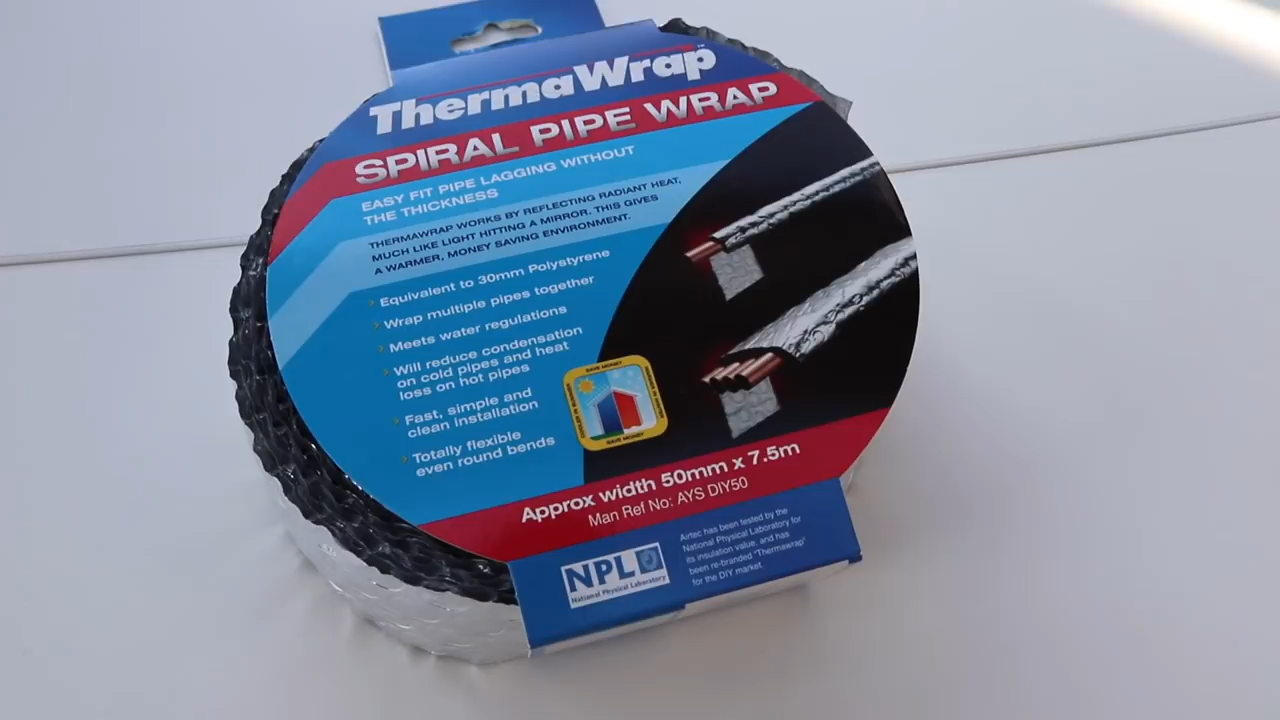 ThermaWrap™
SPIRAL PIPE WRAP
EASY FIT PIPE LAGGING WITHOUT
THE THICKNESS
THERMAWRAP WORKS BY REFLECTING RADIANT HEAT,
MUCH LIKE LIGHT HITTING A MIRROR. THIS GIVES
A WARMER, MONEY SAVING ENVIRONMENT.
Equivalent to 30mm Polystyrene
Wrap multiple pipes together
Meets water regulations
Will reduce condensation
on cold pipes and heat
loss on hot pipes
Fast, simple and
clean installation
Totally flexible
even round bends
SAVE MONEY
SAVE MONEY
Approx width 50mm x 7.5m
Man Ref No: AYS DIY50
NPL
National Physical Laboratory
Airtec has been tested by the
National Physical Laboratory for
its insulation value, and has
been re-branded 'Thermawrap'
for the DIY market.